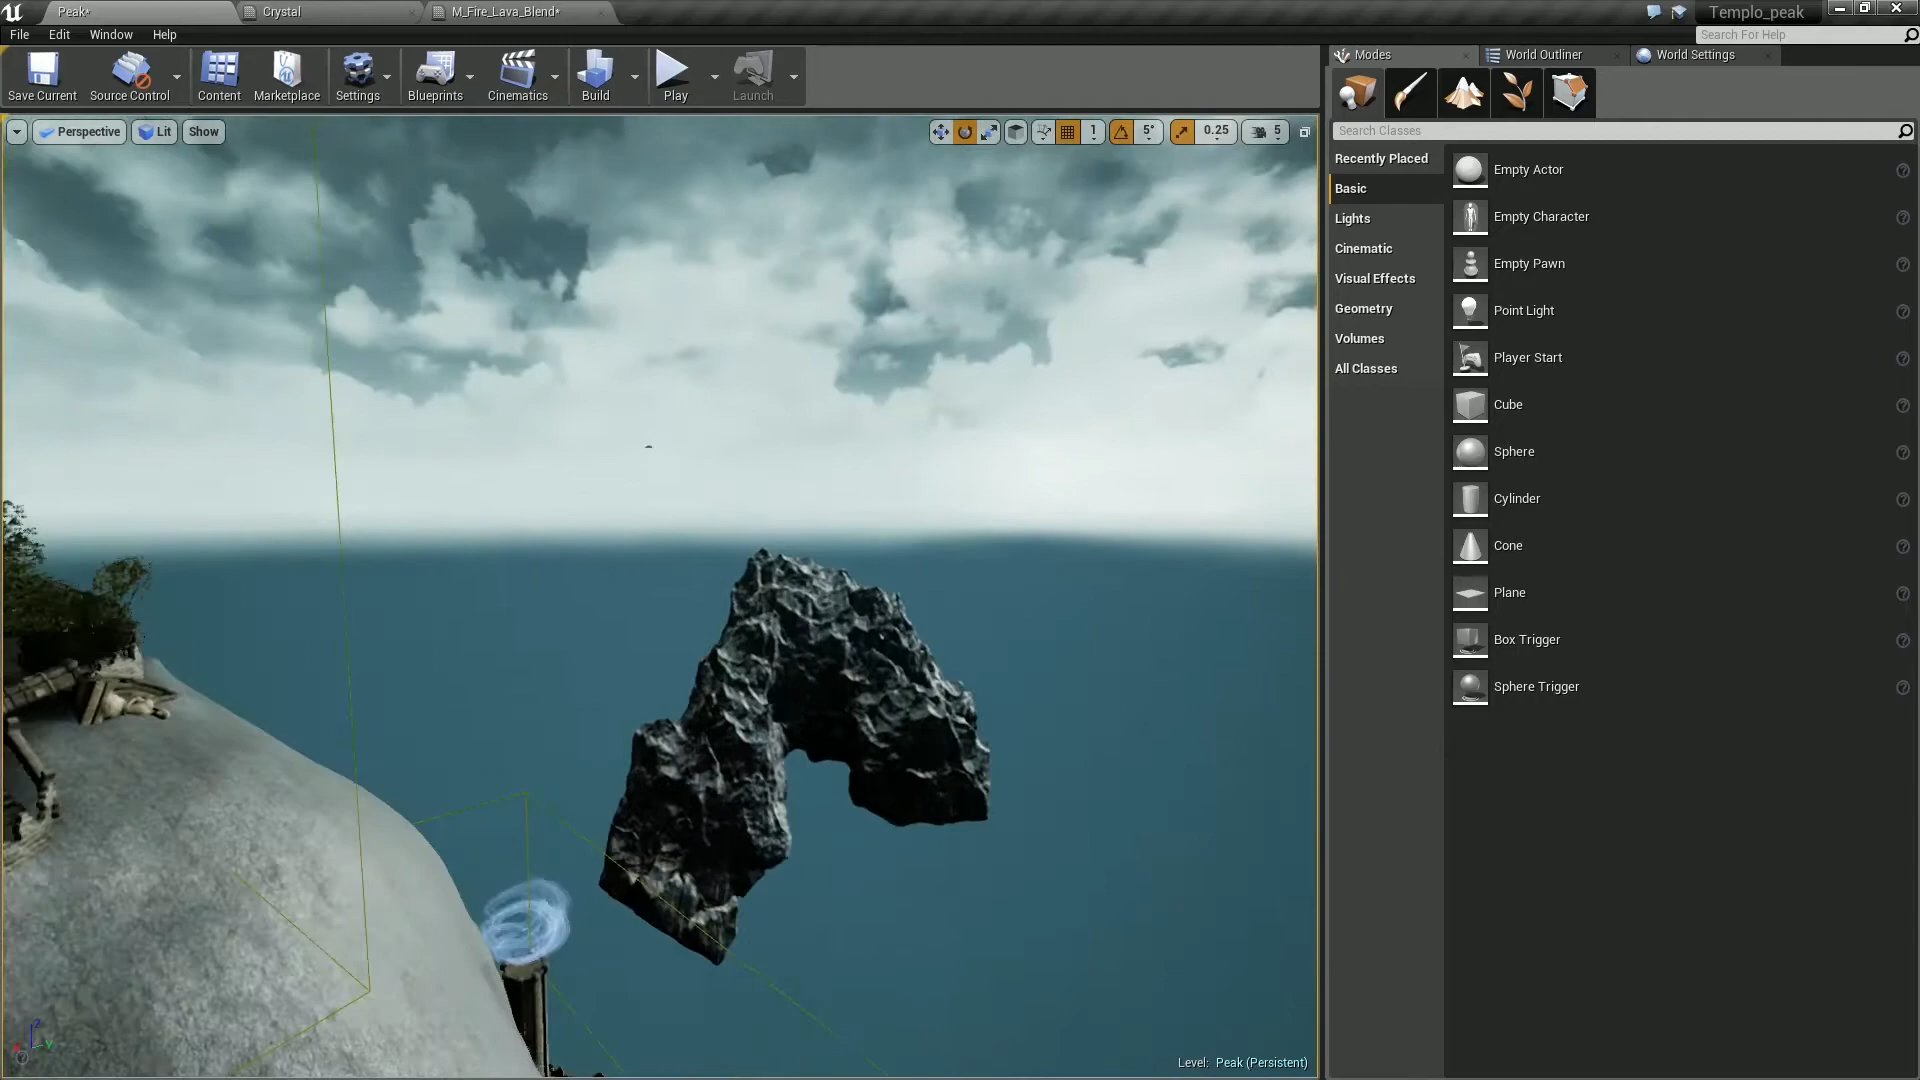 Peak*
Crystal
M_Fire_Lava_Blend*
Templo_peak
File Edit Window Help
Search For Help
Save Current
Source Control
Content
Marketplace
Settings
Blueprints
Cinematics
Build
Play
Launch
Modes
World Outliner
World Settings
Perspective
Lit
Show
1
5°
0.25
5
Search Classes
Recently Placed
Basic
Lights
Cinematic
Visual Effects
Geometry
Volumes
All Classes
Empty Actor
Empty Character
Empty Pawn
Point Light
Player Start
Cube
Sphere
Cylinder
Cone
Plane
Box Trigger
Sphere Trigger
Level: Peak (Persistent)